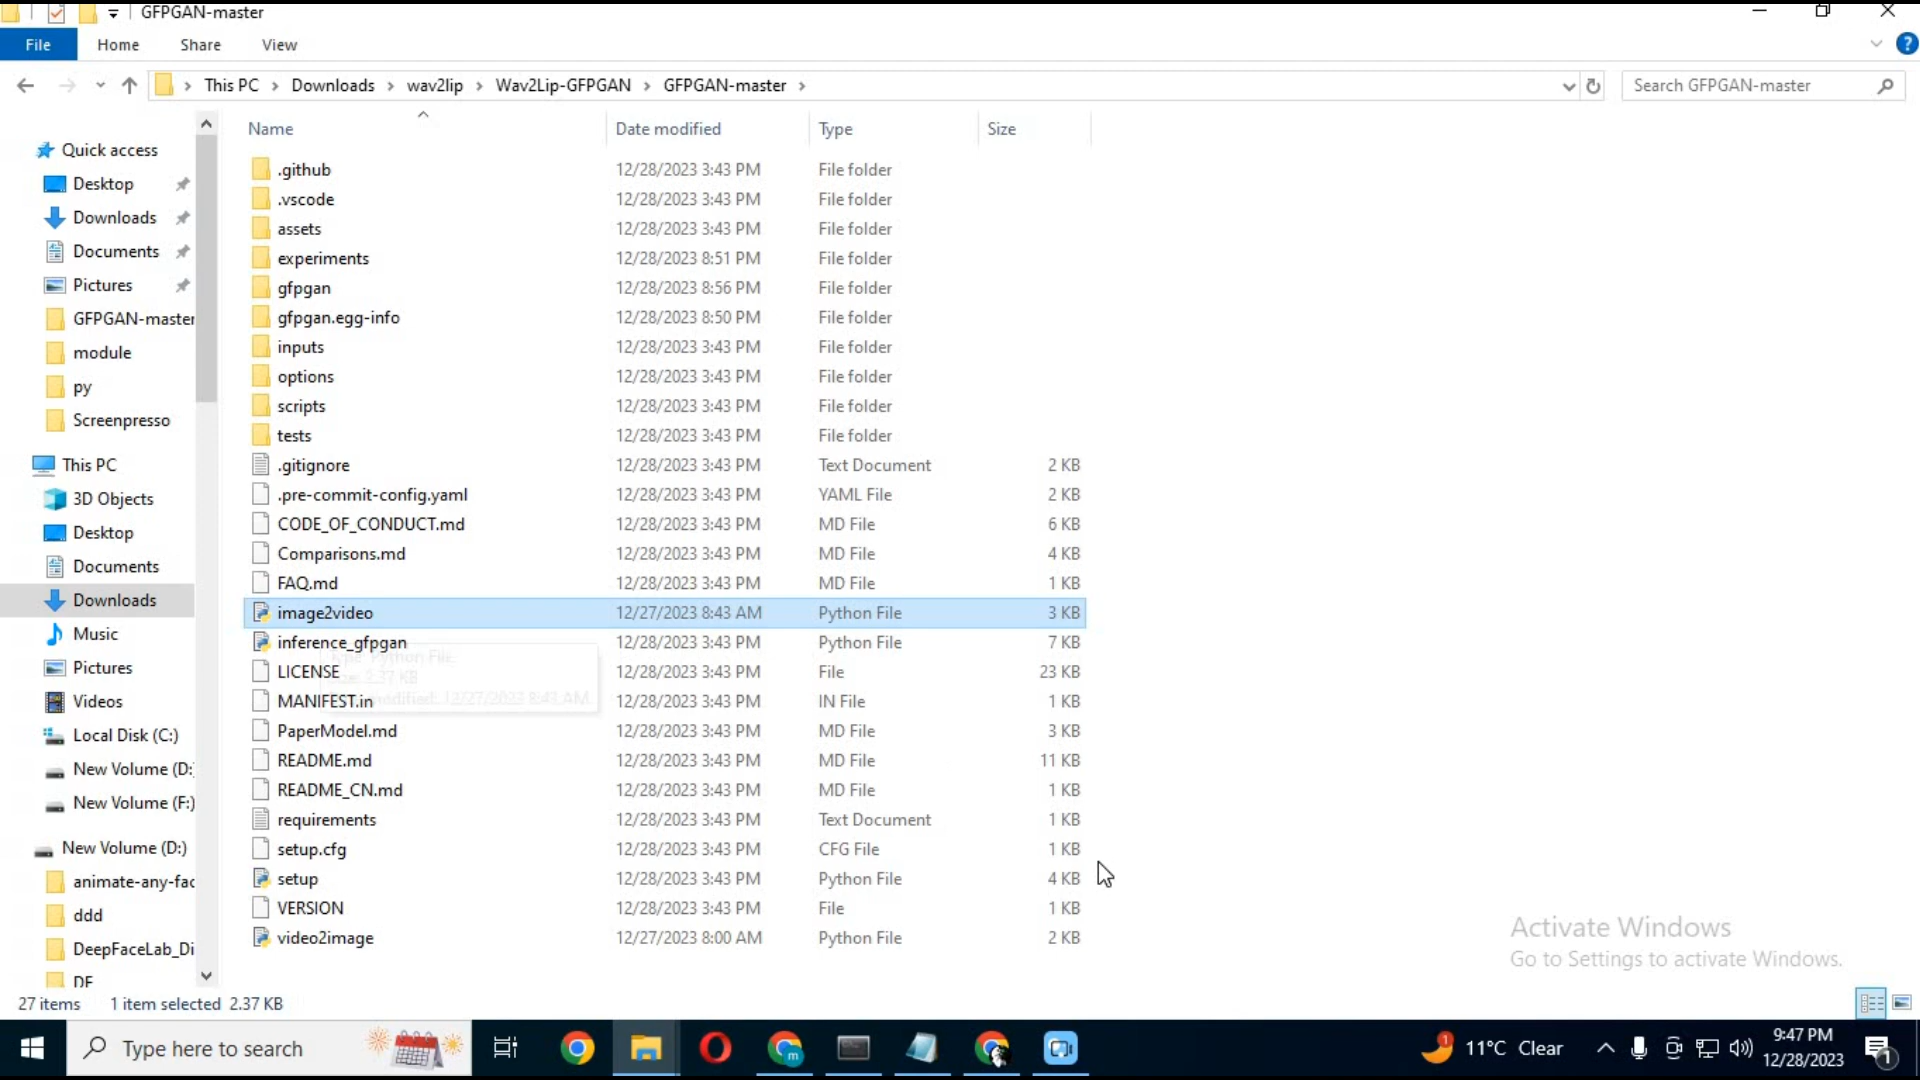 GFPGAN-master
File Home Share View
This PC Downloads wav2lip Wav2Lip-GFPGAN GFPGAN-master
Search GFPGAN-master
Name Date modified Type Size
Quick access
Desktop
Downloads
Documents
Pictures
GFPGAN-master
module
py
Screenpresso
This PC
3D Objects
Desktop
Documents
Downloads
Music
Pictures
Videos
Local Disk (C:)
New Volume (D:)
New Volume (F:)
New Volume (D:)
animate-any-fac
ddd
DeepFaceLab_Di
DF
.github 12/28/2023 3:43 PM File folder
.vscode 12/28/2023 3:43 PM File folder
assets 12/28/2023 3:43 PM File folder
experiments 12/28/2023 8:51 PM File folder
gfpgan 12/28/2023 8:56 PM File folder
gfpgan.egg-info 12/28/2023 8:50 PM File folder
inputs 12/28/2023 3:43 PM File folder
options 12/28/2023 3:43 PM File folder
scripts 12/28/2023 3:43 PM File folder
tests 12/28/2023 3:43 PM File folder
.gitignore 12/28/2023 3:43 PM Text Document 2 KB
.pre-commit-config.yaml 12/28/2023 3:43 PM YAML File 2 KB
CODE_OF_CONDUCT.md 12/28/2023 3:43 PM MD File 6 KB
Comparisons.md 12/28/2023 3:43 PM MD File 4 KB
FAQ.md 12/28/2023 3:43 PM MD File 1 KB
image2video 12/27/2023 8:43 AM Python File 3 KB
inference_gfpgan 12/28/2023 3:43 PM Python File 7 KB
Type: Python File
LICENSE 12/28/2023 3:43 PM File 23 KB
Size: 2.37 KB
MANIFEST.in 12/28/2023 3:43 PM IN File 1 KB
modified: 12/27/2023 8:43 AM
PaperModel.md 12/28/2023 3:43 PM MD File 3 KB
README.md 12/28/2023 3:43 PM MD File 11 KB
README_CN.md 12/28/2023 3:43 PM MD File 1 KB
requirements 12/28/2023 3:43 PM Text Document 1 KB
setup.cfg 12/28/2023 3:43 PM CFG File 1 KB
setup 12/28/2023 3:43 PM Python File 4 KB
VERSION 12/28/2023 3:43 PM File 1 KB
video2image 12/27/2023 8:00 AM Python File 2 KB
Activate Windows
Go to Settings to activate Windows.
27 items 1 item selected 2.37 KB
Type here to search
m
1
11°C Clear
9:47 PM
12/28/2023
1